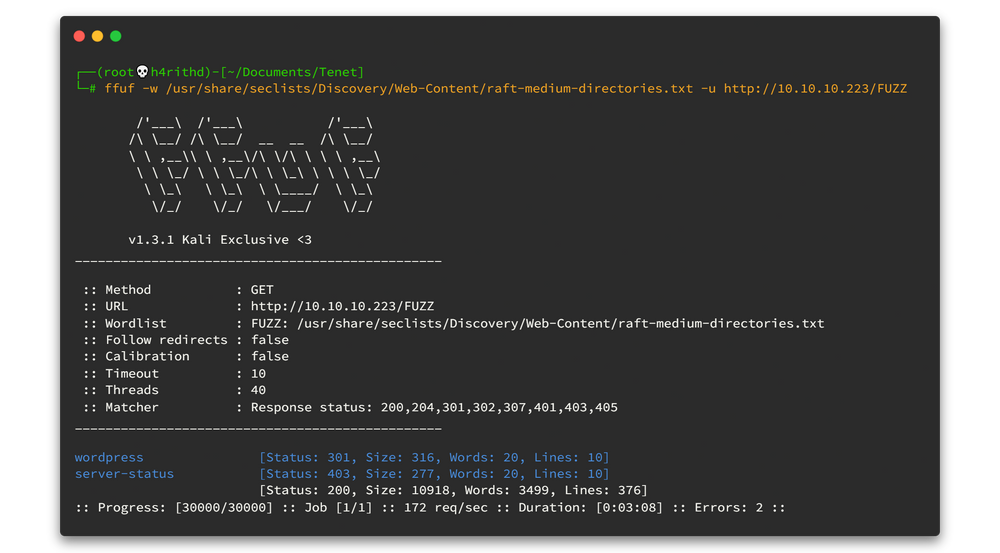 ┌──(root💀h4rithd)-[~/Documents/Tenet]
└─# ffuf -w /usr/share/seclists/Discovery/Web-Content/raft-medium-directories.txt -u http://10.10.10.223/FUZZ
        /'___\  /'___\           /'___\
       /\ \__/ /\ \__/  __  __  /\ \__/
       \ \ ,__\\ \ ,__\/\ \/\ \ \ \ ,__\
        \ \ \_/ \ \ \_/\ \ \_\ \ \ \ \_/
         \ \_\   \ \_\  \ \____/  \ \_\
          \/_/    \/_/   \/___/    \/_/
       v1.3.1 Kali Exclusive <3
________________________________________________
 :: Method           : GET
 :: URL              : http://10.10.10.223/FUZZ
 :: Wordlist         : FUZZ: /usr/share/seclists/Discovery/Web-Content/raft-medium-directories.txt
 :: Follow redirects : false
 :: Calibration      : false
 :: Timeout          : 10
 :: Threads          : 40
 :: Matcher          : Response status: 200,204,301,302,307,401,403,405
________________________________________________
wordpress               [Status: 301, Size: 316, Words: 20, Lines: 10]
server-status           [Status: 403, Size: 277, Words: 20, Lines: 10]
                        [Status: 200, Size: 10918, Words: 3499, Lines: 376]
:: Progress: [30000/30000] :: Job [1/1] :: 172 req/sec :: Duration: [0:03:08] :: Errors: 2 ::